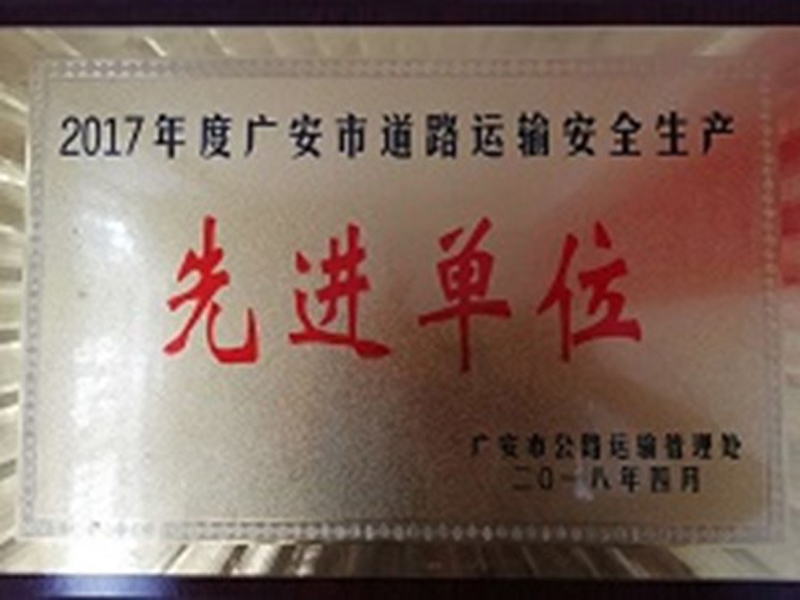 2017年度广安市道路运输安全生产
先进单位
广安市公路运输管理处
二〇一八年四月